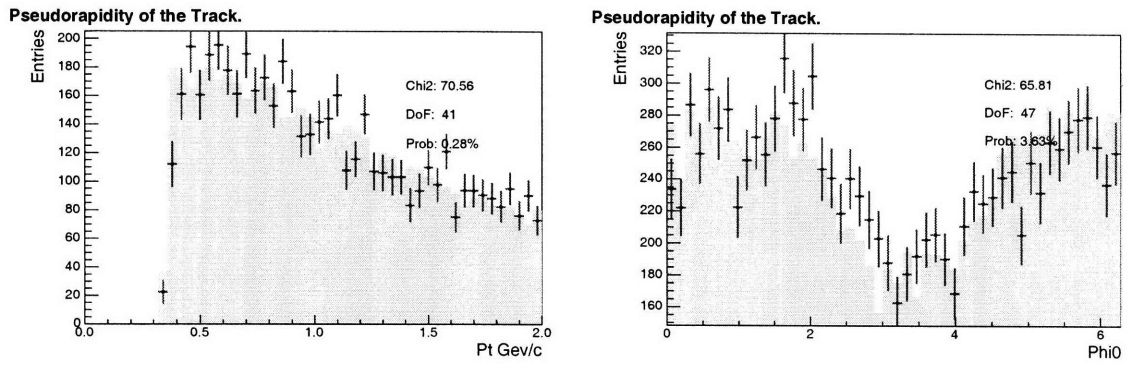 Pseudorapidity of the Track.
Entries
200
180
160
140
120
100
80
60
40
20
0
Chi2: 70.56
DoF: 41
Prob: 0.28%
0.0 0.5 1.0 1.5 2.0
Pt Gev/c
Pseudorapidity of the Track.
Entries
320
300
280
260
240
220
200
180
160
Chi2: 65.81
DoF: 47
Prob: 3.63%
0 2 4 6
Phi0